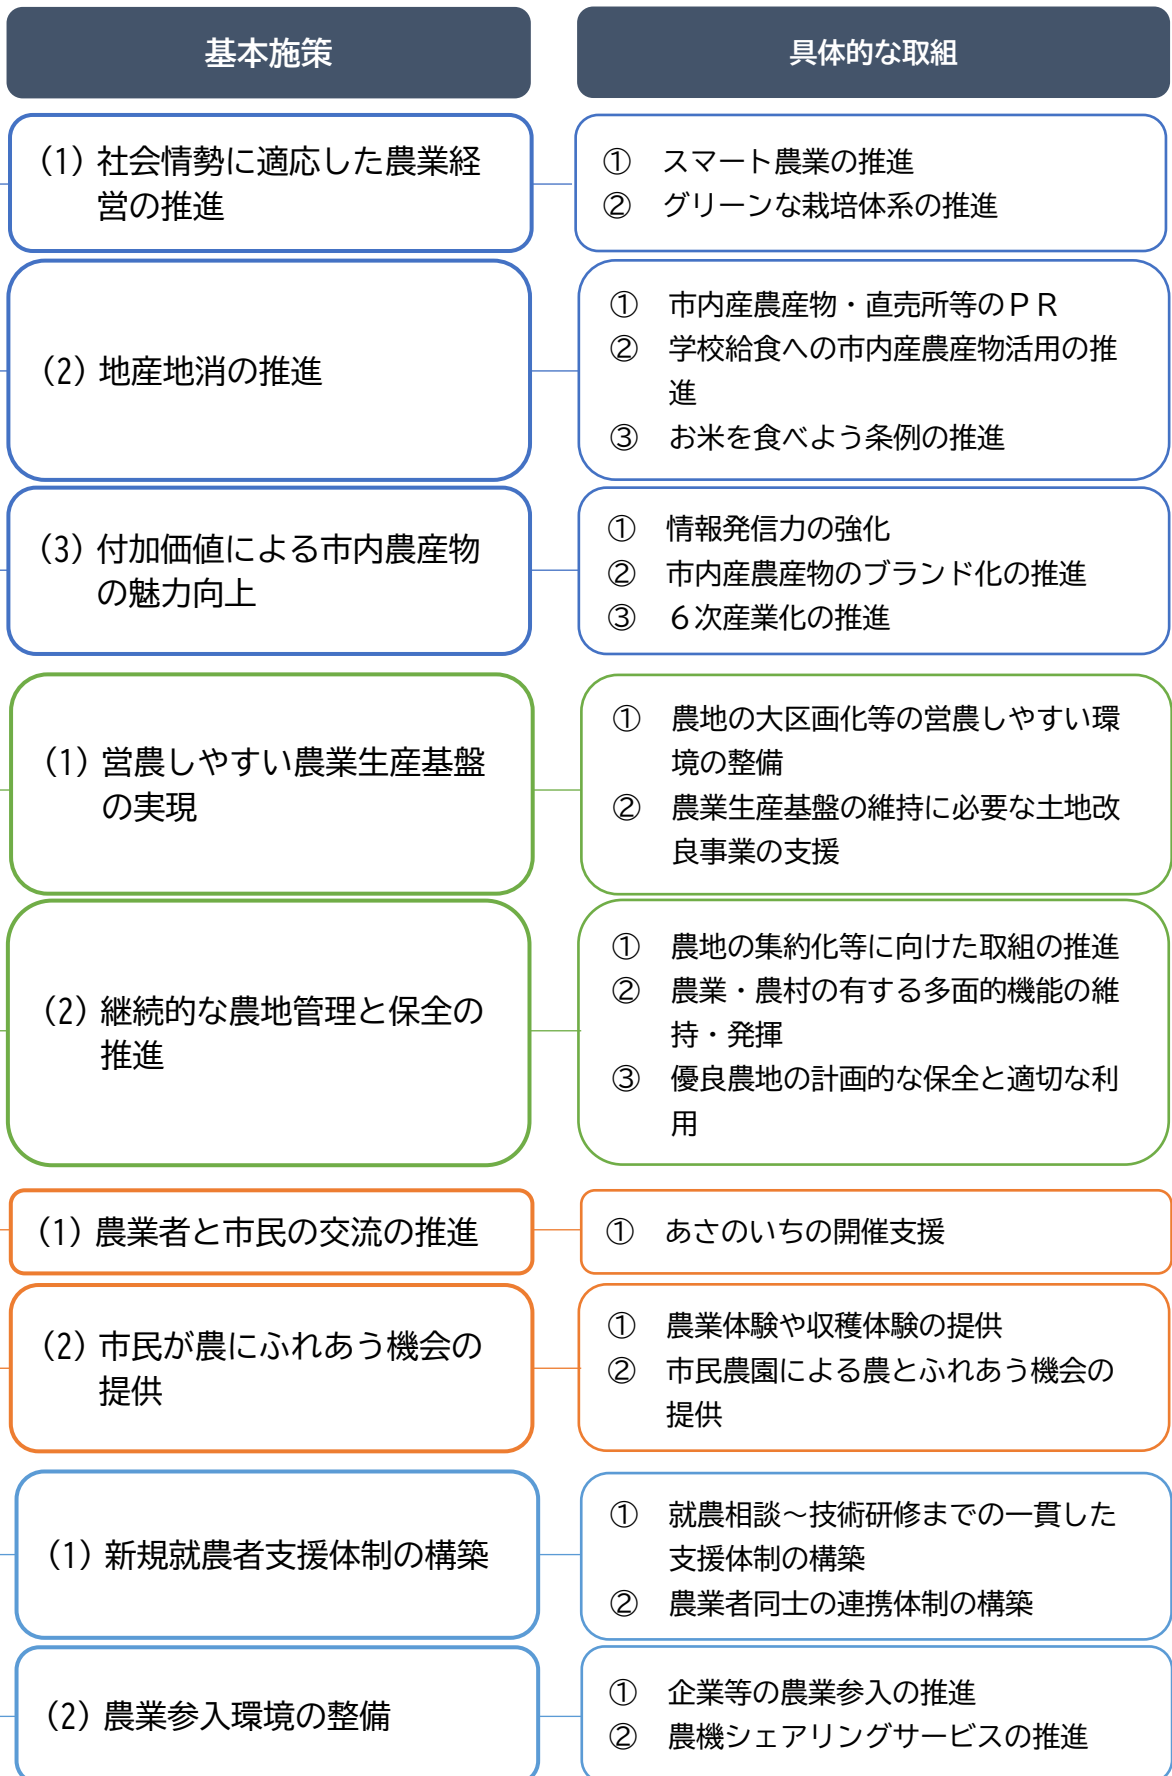 基本施策
具体的な取組
(1) 社会情勢に適応した農業経
営の推進
① スマート農業の推進
② グリーンな栽培体系の推進
(2) 地産地消の推進
① 市内産農産物・直売所等のＰＲ
② 学校給食への市内産農産物活用の推
進
③ お米を食べよう条例の推進
(3) 付加価値による市内農産物
の魅力向上
① 情報発信力の強化
② 市内産農産物のブランド化の推進
③ ６次産業化の推進
(1) 営農しやすい農業生産基盤
の実現
① 農地の大区画化等の営農しやすい環
境の整備
② 農業生産基盤の維持に必要な土地改
良事業の支援
(2) 継続的な農地管理と保全の
推進
① 農地の集約化等に向けた取組の推進
② 農業・農村の有する多面的機能の維
持・発揮
③ 優良農地の計画的な保全と適切な利
用
(1) 農業者と市民の交流の推進
① あさのいちの開催支援
(2) 市民が農にふれあう機会の
提供
① 農業体験や収穫体験の提供
② 市民農園による農とふれあう機会の
提供
(1) 新規就農者支援体制の構築
① 就農相談～技術研修までの一貫した
支援体制の構築
② 農業者同士の連携体制の構築
(2) 農業参入環境の整備
① 企業等の農業参入の推進
② 農機シェアリングサービスの推進